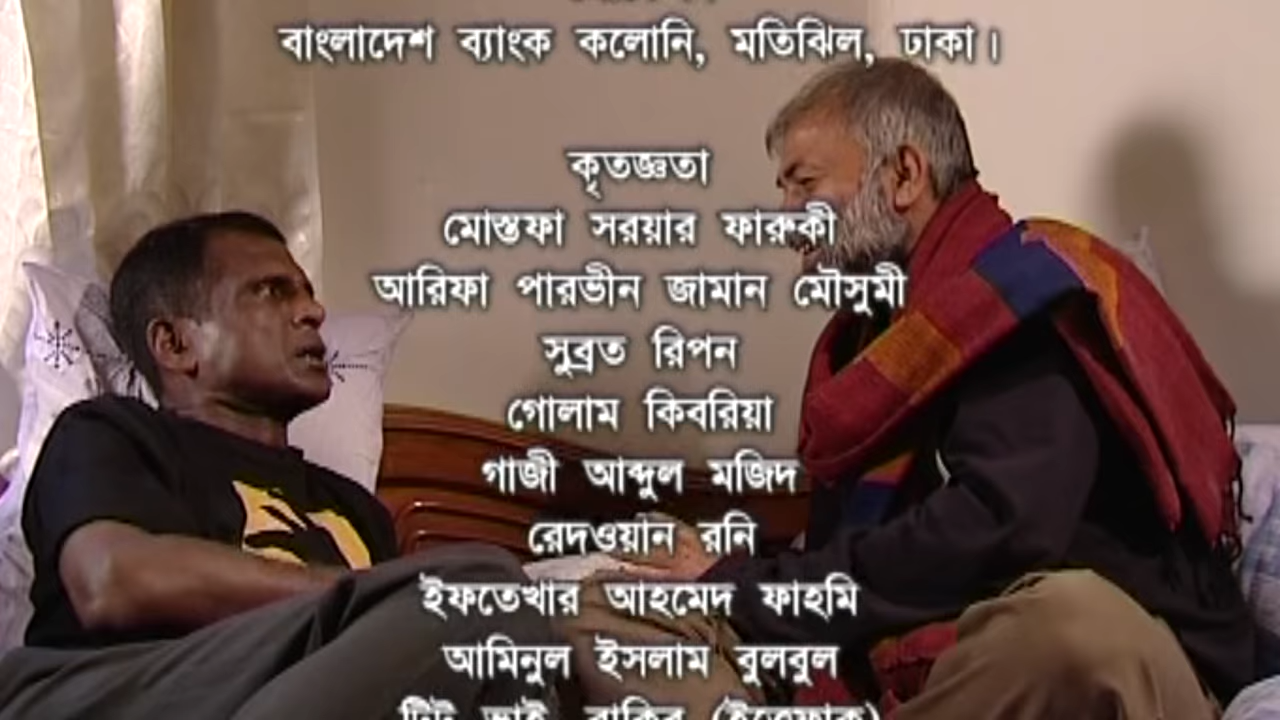 বাংলাদেশ ব্যাংক কলোনি, মতিঝিল, ঢাকা।
কৃতজ্ঞতা
মোস্তফা সরয়ার ফারুকী
আরিফা পারভীন জামান মৌসুমী
সুব্রত রিপন
গোলাম কিবরিয়া
গাজী আব্দুল মজিদ
রেদওয়ান রনি
ইফতেখার আহমেদ ফাহমি
আমিনুল ইসলাম বুলবুল